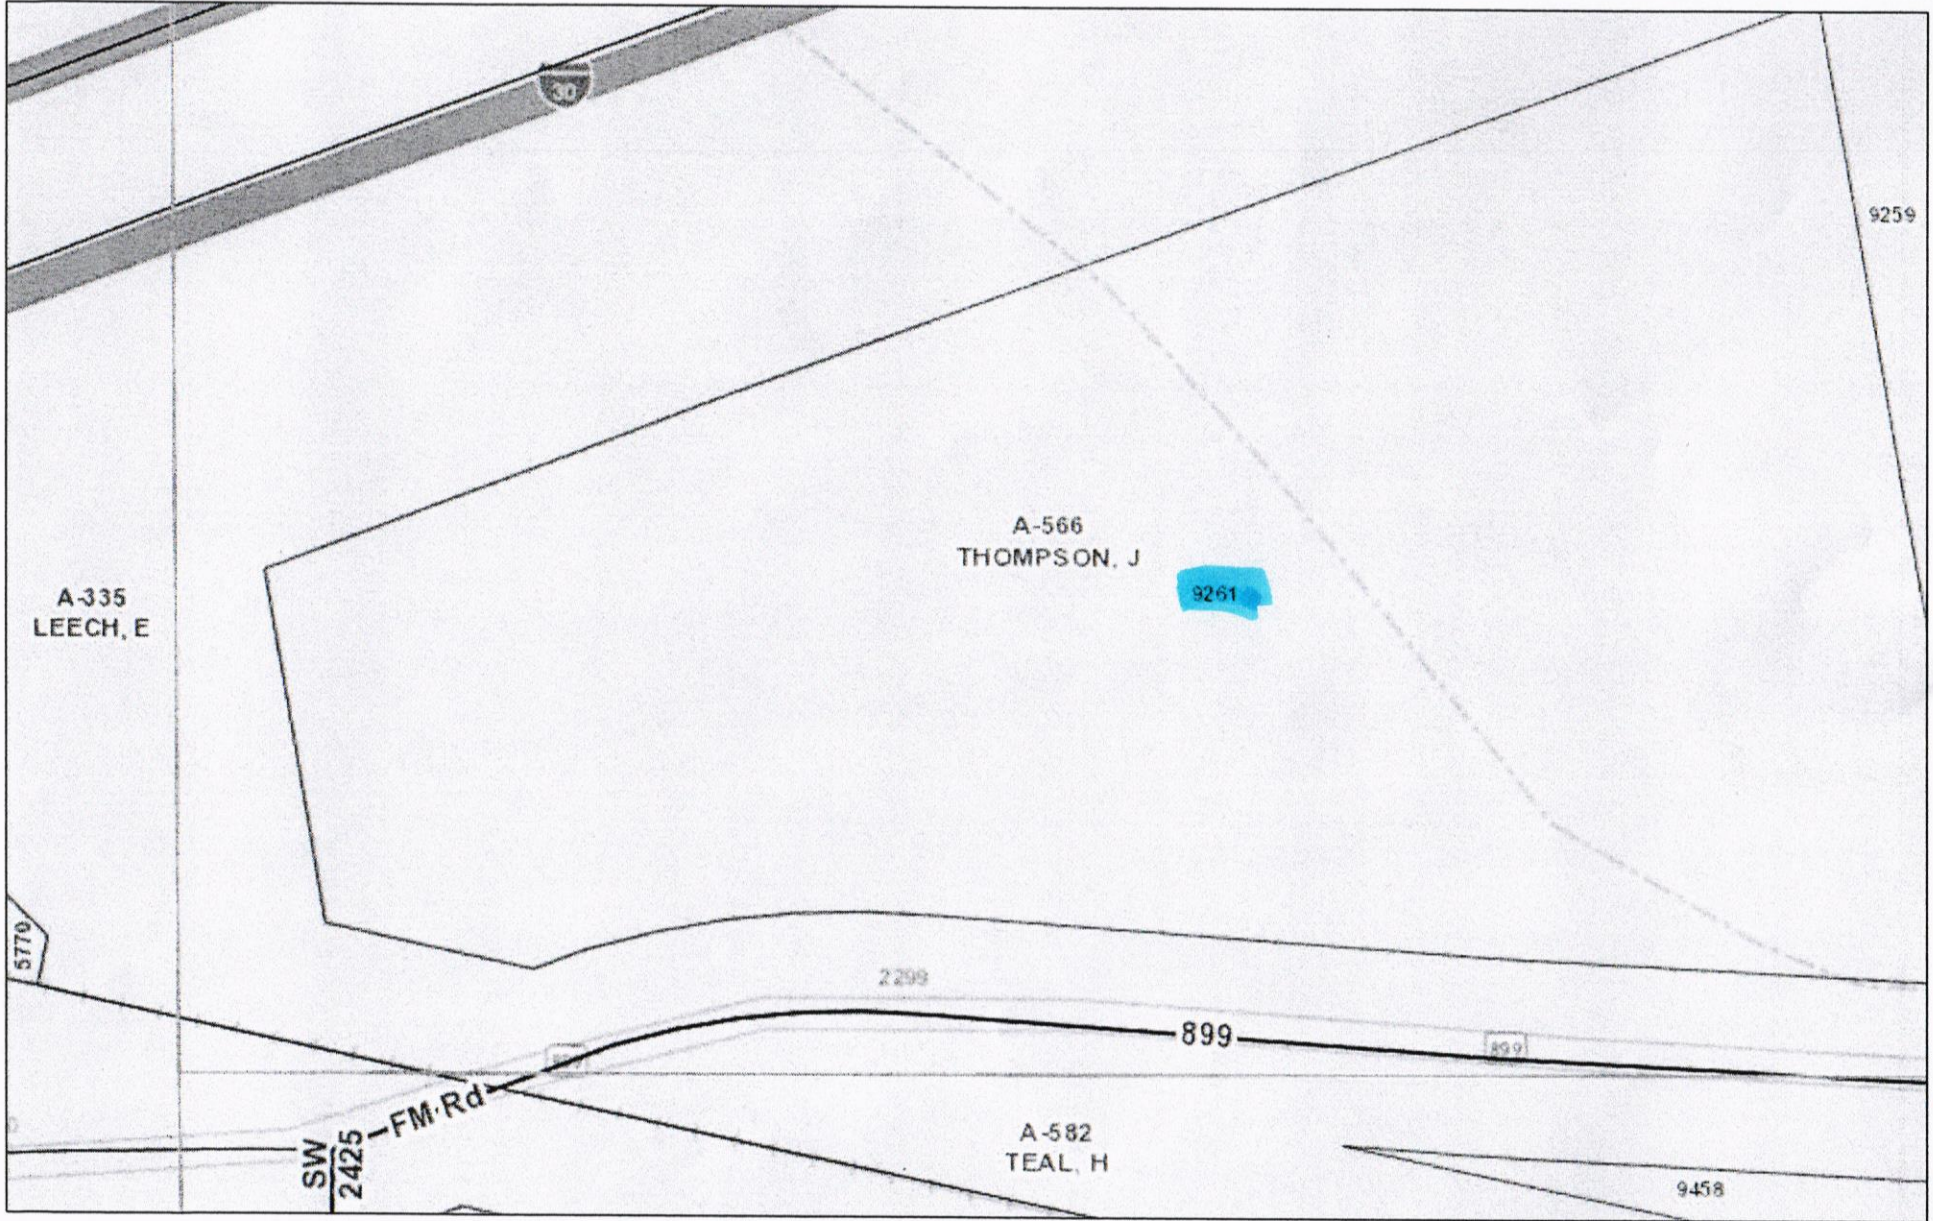 30
9259
A-566
THOMPSON, J
9261
A-335
LEECH, E
5770
2299
899
899
FM Rd
SW
2425
A-582
TEAL, H
9458